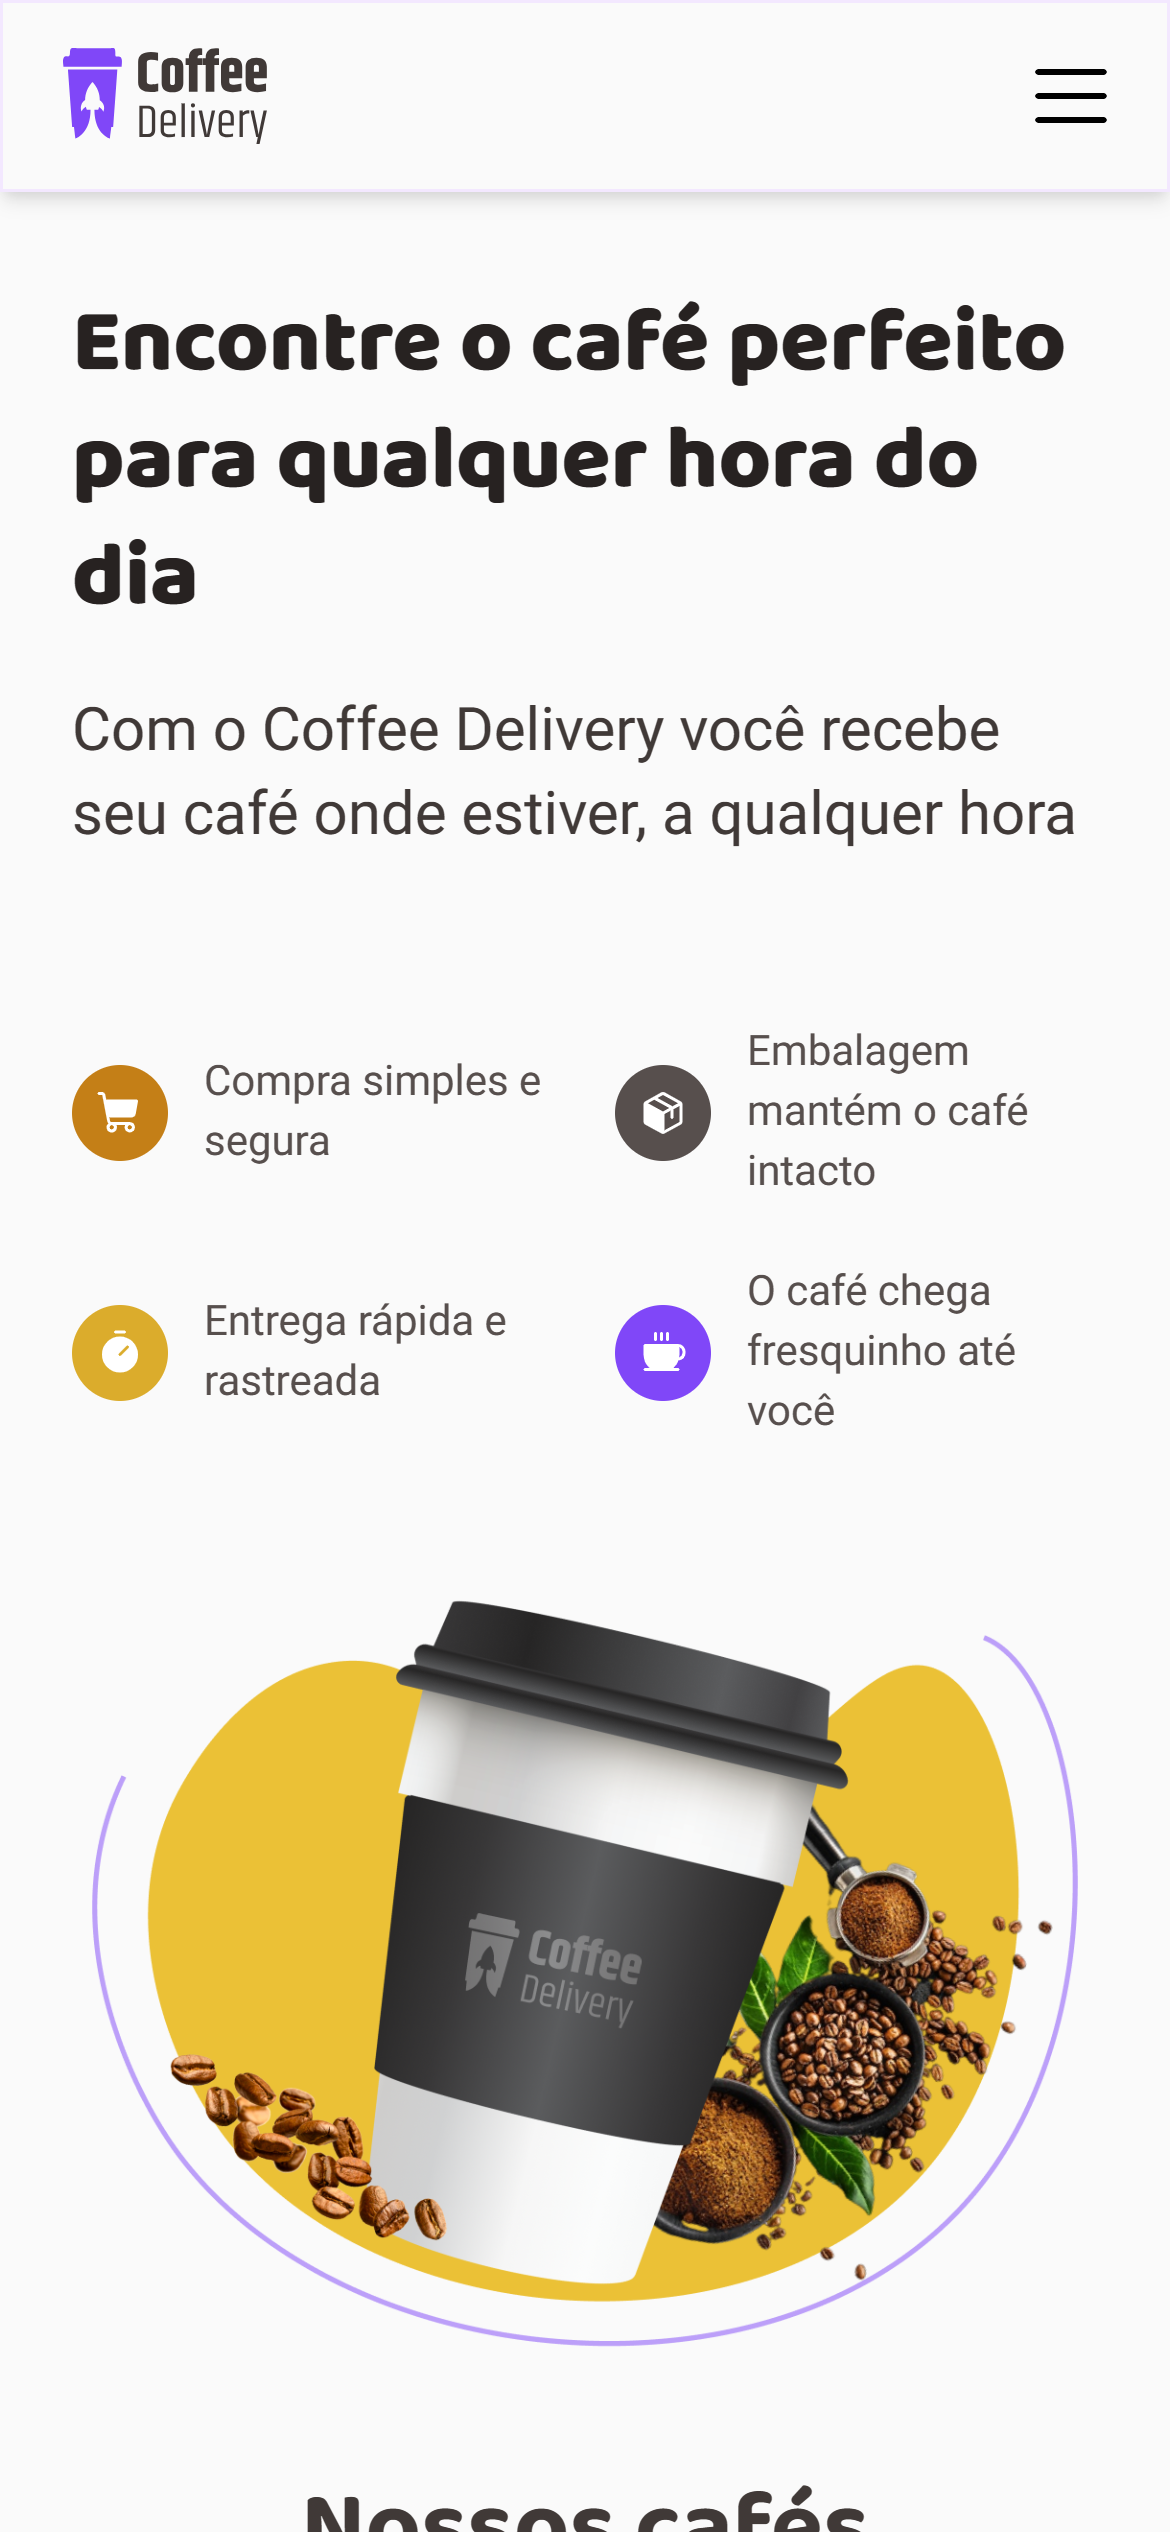 Coffee
Delivery
Encontre o café perfeito
para qualquer hora do
dia
Com o Coffee Delivery você recebe
seu café onde estiver, a qualquer hora
Compra simples e
segura
Embalagem
mantém o café
intacto
Entrega rápida e
rastreada
O café chega
fresquinho até
você
Coffee
Delivery
Nossos cafés